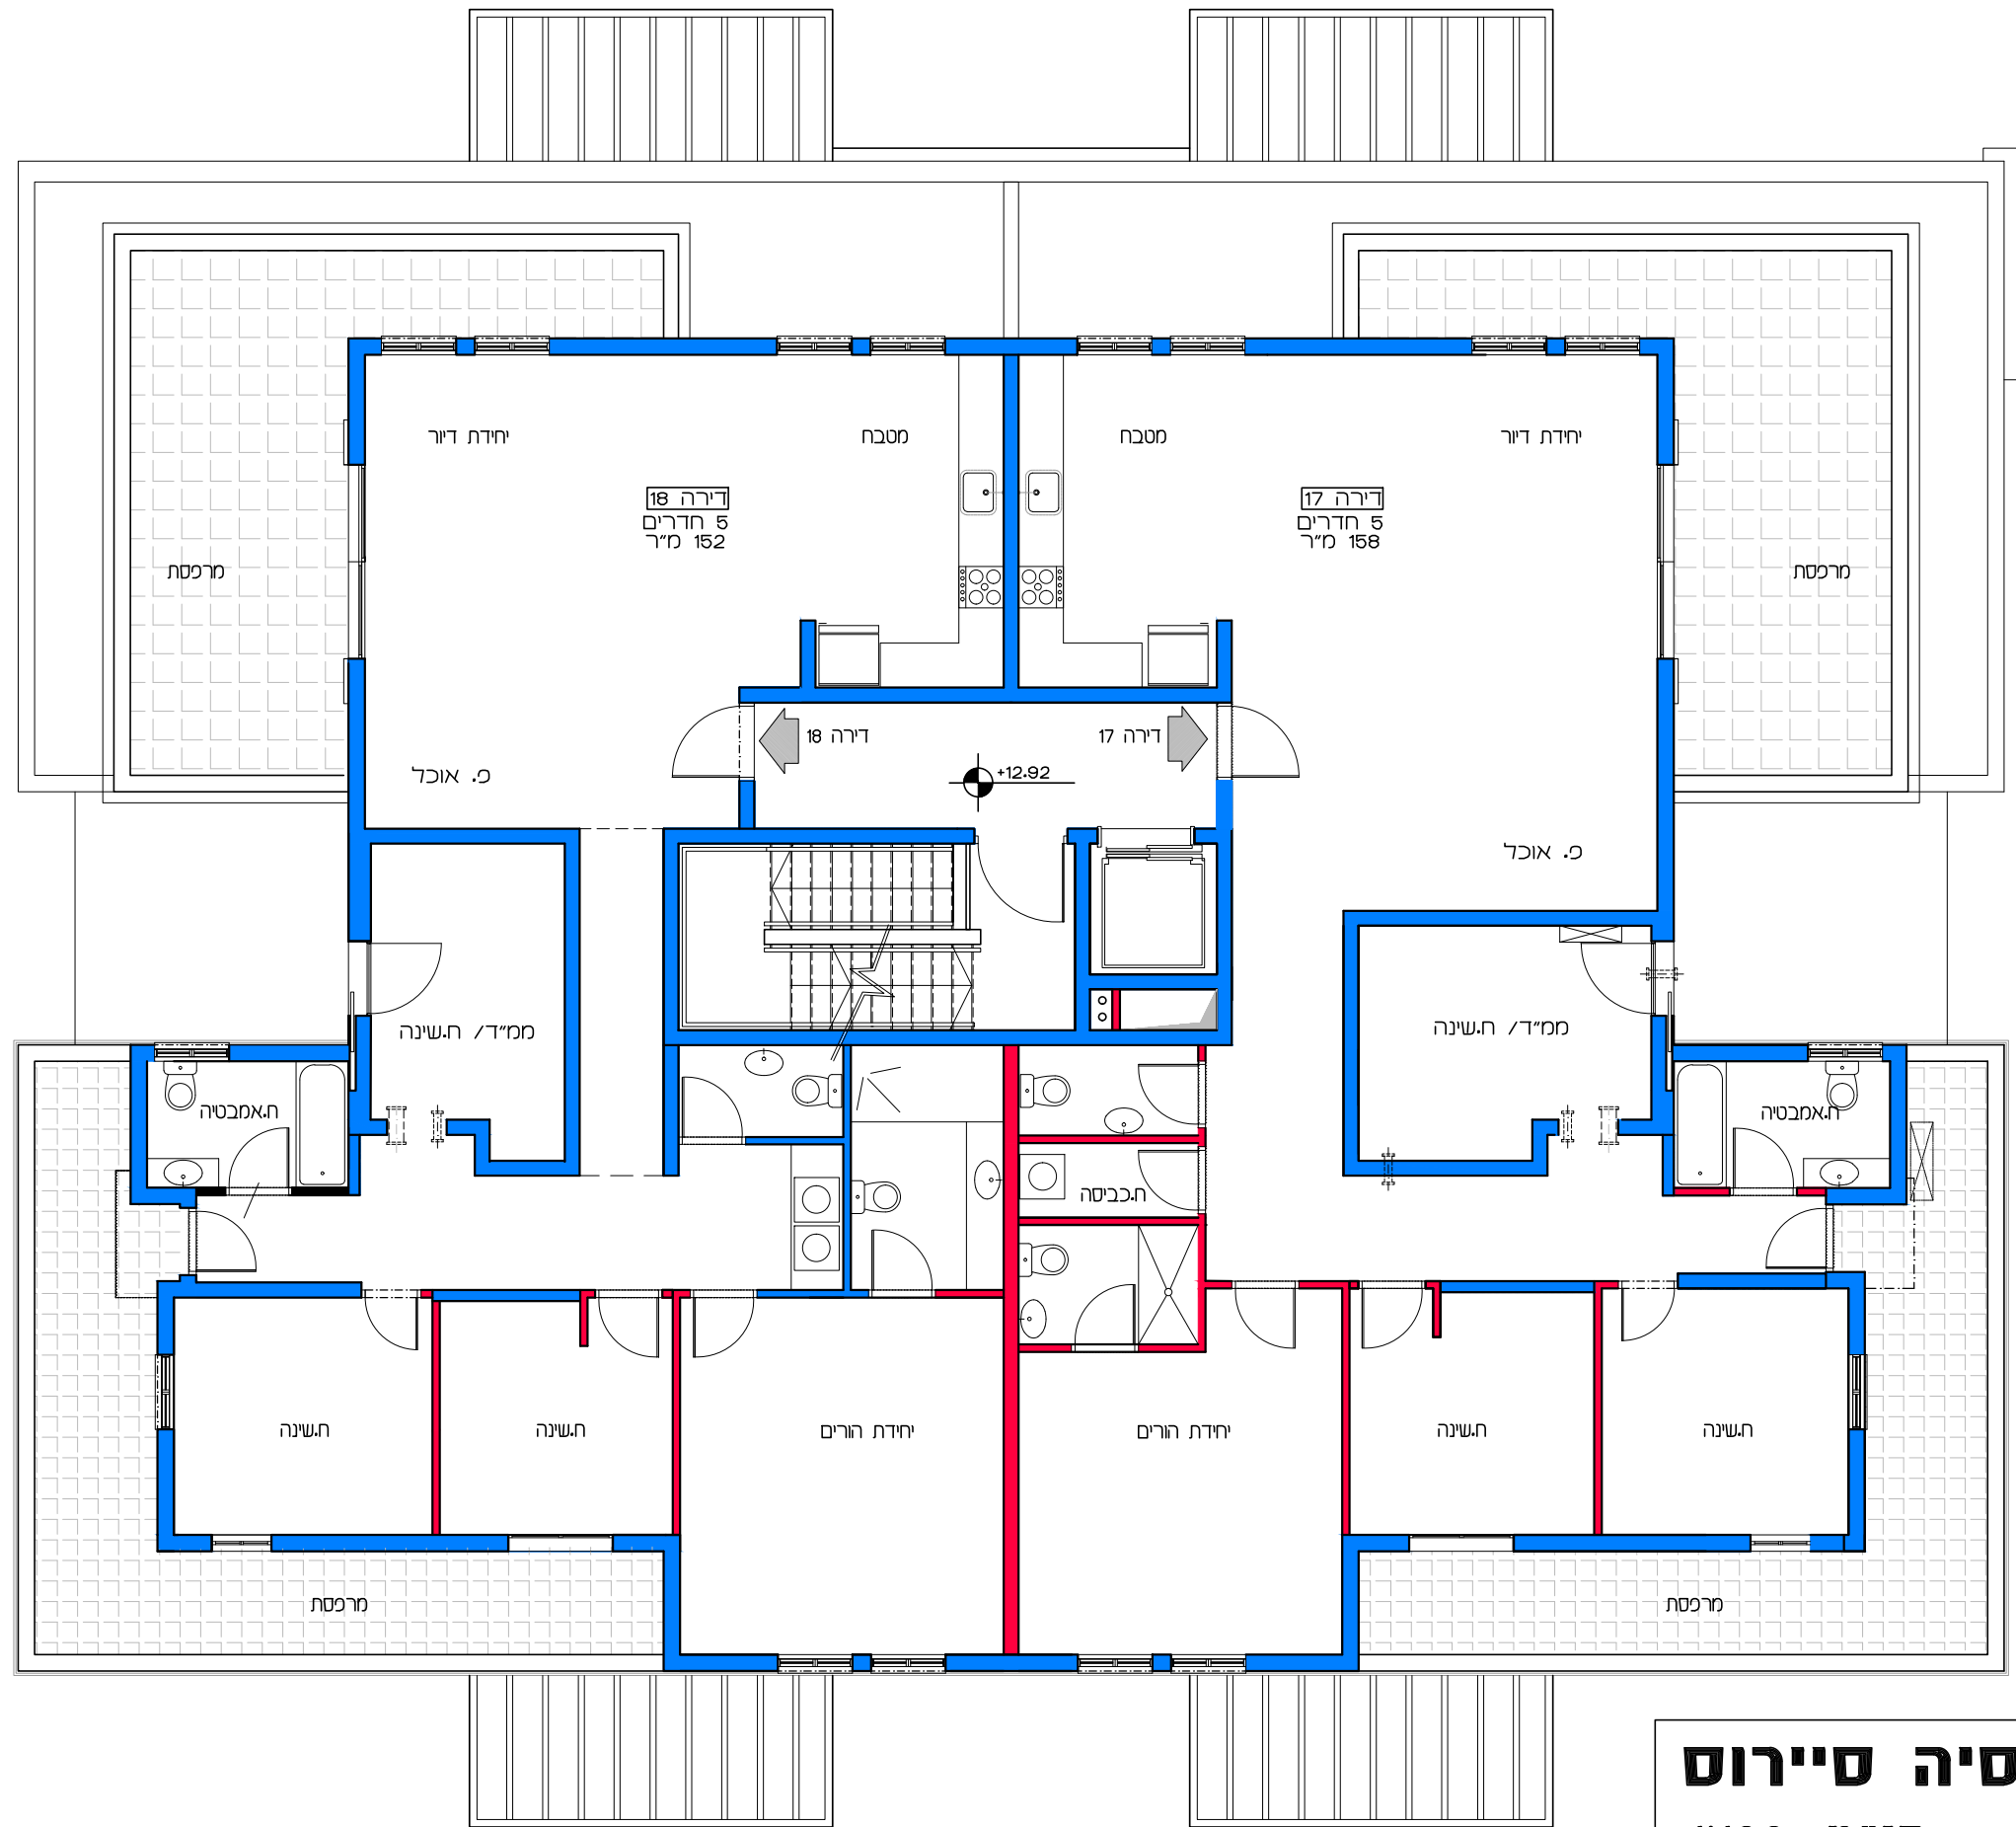 יחידת דיור
מטבח
מטבח
יחידת דיור
דירה 18
5 חדרים
152 מ"ר
דירה 17
5 חדרים
158 מ"ר
מרפסת
מרפסת
דירה 18
דירה 17
+12.92
פ. אוכל
פ. אוכל
ממ"ד/ ח.שינה
ממ"ד/ ח.שינה
ח.אמבטיה
ח.אמבטיה
ח.כביסה
ח.שינה
ח.שינה
יחידת הורים
יחידת הורים
ח.שינה
ח.שינה
מרפסת
מרפסת
סיה סיירוס